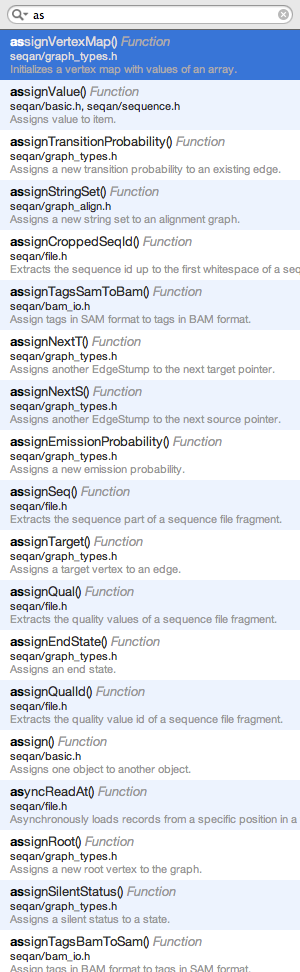 as
assignVertexMap() Function
seqan/graph_types.h
Initializes a vertex map with values of an array.
assignValue() Function
seqan/basic.h, seqan/sequence.h
Assigns value to item.
assignTransitionProbability() Function
seqan/graph_types.h
Assigns a new transition probability to an existing edge.
assignStringSet() Function
seqan/graph_align.h
Assigns a new string set to an alignment graph.
assignCroppedSeqId() Function
seqan/file.h
Extracts the sequence id up to the first whitespace of a seq
assignTagsSamToBam() Function
seqan/bam_io.h
Assign tags in SAM format to tags in BAM format.
assignNextT() Function
seqan/graph_types.h
Assigns another EdgeStump to the next target pointer.
assignNextS() Function
seqan/graph_types.h
Assigns another EdgeStump to the next source pointer.
assignEmissionProbability() Function
seqan/graph_types.h
Assigns a new emission probability.
assignSeq() Function
seqan/file.h
Extracts the sequence part of a sequence file fragment.
assignTarget() Function
seqan/graph_types.h
Assigns a target vertex to an edge.
assignQual() Function
seqan/file.h
Extracts the quality values of a sequence file fragment.
assignEndState() Function
seqan/graph_types.h
Assigns an end state.
assignQualId() Function
seqan/file.h
Extracts the quality value id of a sequence file fragment.
assign() Function
seqan/basic.h
Assigns one object to another object.
asyncReadAt() Function
seqan/file.h
Asynchronously loads records from a specific position in a
assignRoot() Function
seqan/graph_types.h
Assigns a new root vertex to the graph.
assignSilentStatus() Function
seqan/graph_types.h
Assigns a silent status to a state.
assignTagsBamToSam() Function
seqan/bam_io.h
Assign tags in BAM format to tags in SAM format.